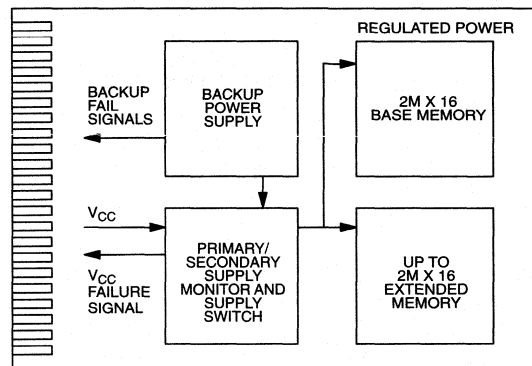 REGULATED POWER
BACKUP
FAIL
SIGNALS
BACKUP
POWER
SUPPLY
2M X 16
BASE MEMORY
VCC
VCC
FAILURE
SIGNAL
PRIMARY/
SECONDARY
SUPPLY
MONITOR AND
SUPPLY
SWITCH
UP TO
2M X 16
EXTENDED
MEMORY